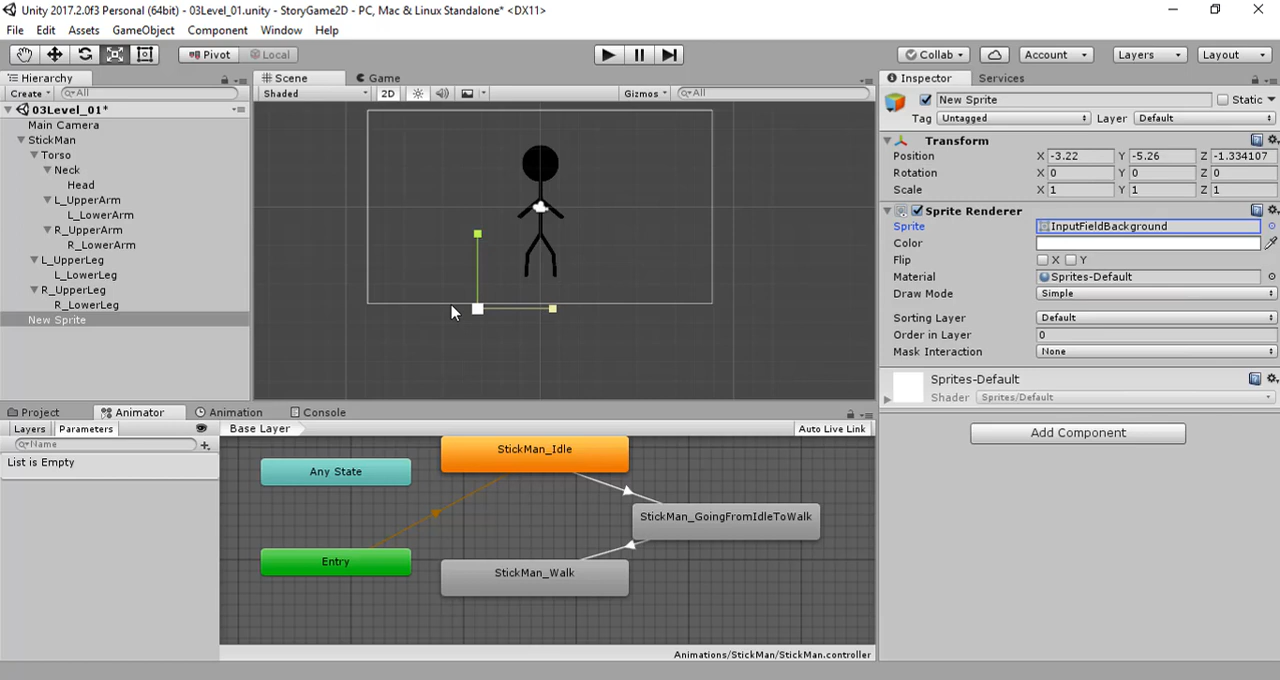 Unity 2017.2.0f3 Personal (64bit) - 03Level_01.unity - StoryGame2D - PC, Mac & Linux Standalone* <DX11>
File Edit Assets GameObject Component Window Help
Pivot Local Collab Account Layers Layout
Hierarchy Scene Game Inspector Services
Create All Shaded 2D Gizmos All New Sprite Static
03Level_01*
Tag Untagged Layer Default
Main Camera
StickMan
Transform
Torso
Position X -3.22 Y -5.26 Z -1.334107
Neck
Rotation X 0 Y 0 Z 0
Head
Scale X 1 Y 1 Z 1
L_UpperArm
L_LowerArm
Sprite Renderer
R_UpperArm
Sprite InputFieldBackground
R_LowerArm
Color
L_UpperLeg
Flip X Y
L_LowerLeg
Material Sprites-Default
R_UpperLeg
Draw Mode Simple
R_LowerLeg
New Sprite
Sorting Layer Default
Order in Layer 0
Mask Interaction None
Sprites-Default
Shader Sprites/Default
Add Component
Project Animator Animation Console
Layers Parameters Base Layer Auto Live Link
Name
List is Empty
StickMan_Idle
Any State
StickMan_GoingFromIdleToWalk
Entry
StickMan_Walk
Animations/StickMan/StickMan.controller